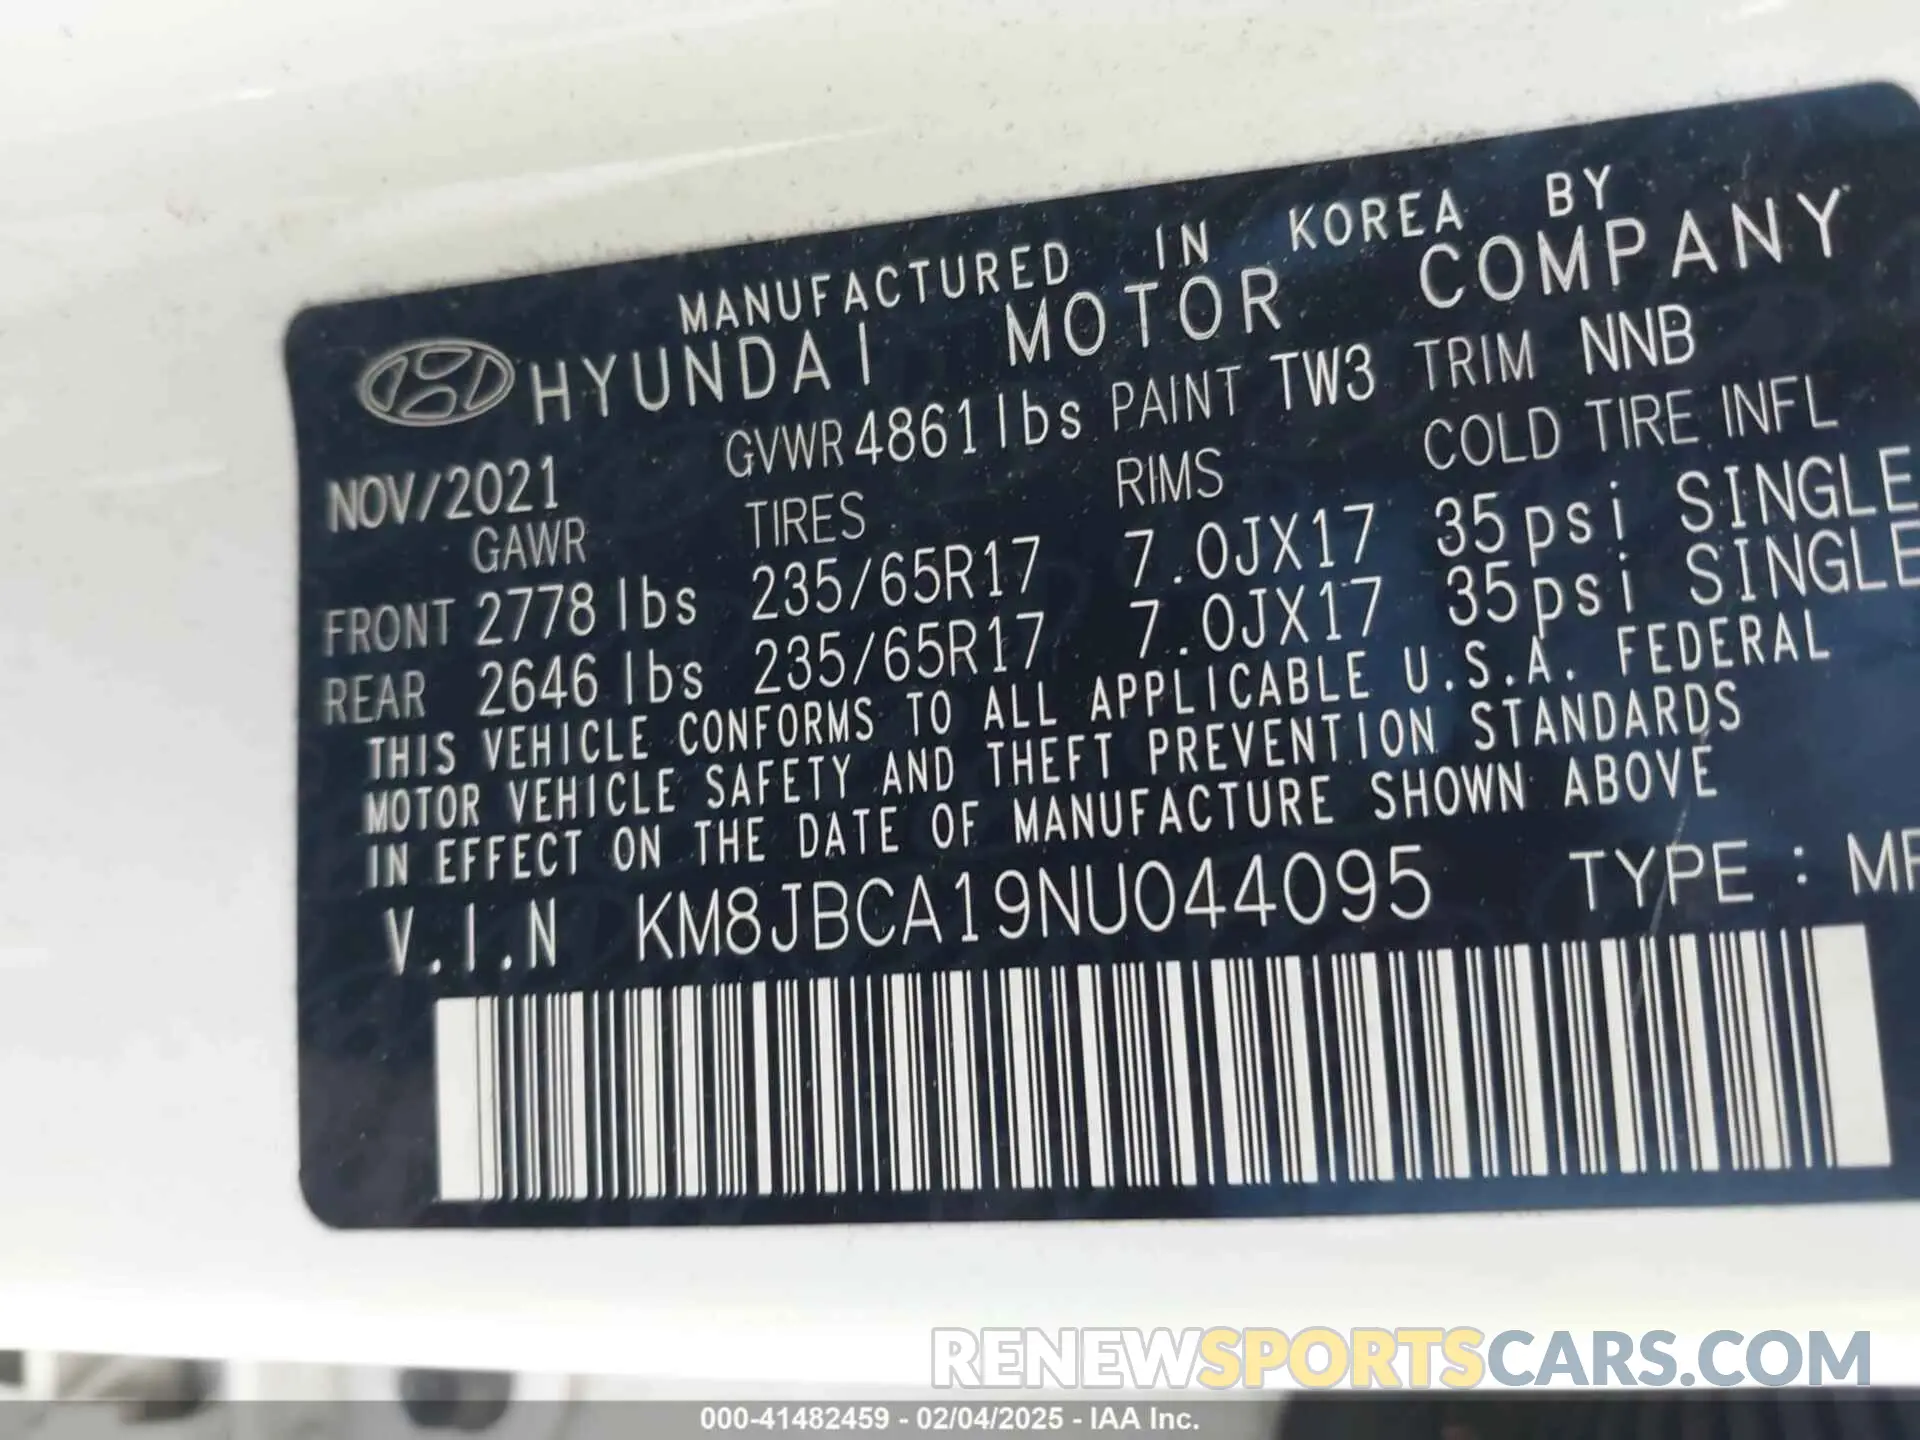 MANUFACTURED IN KOREA BY
HYUNDAI MOTOR COMPANY
NOV/2021 GVWR 4861 lbs PAINT TW3 TRIM NNB
GAWR TIRES RIMS COLD TIRE INFL
FRONT 2778 lbs 235/65R17 7.0JX17 35psi SINGLE
REAR 2646 lbs 235/65R17 7.0JX17 35psi SINGLE
THIS VEHICLE CONFORMS TO ALL APPLICABLE U.S.A. FEDERAL
MOTOR VEHICLE SAFETY AND THEFT PREVENTION STANDARDS
IN EFFECT ON THE DATE OF MANUFACTURE SHOWN ABOVE
V.I.N KM8JBCA19NU044095 TYPE :
RENEWSPORTSCARS.COM
000-41482459 - 02/04/2025 - IAA Inc.